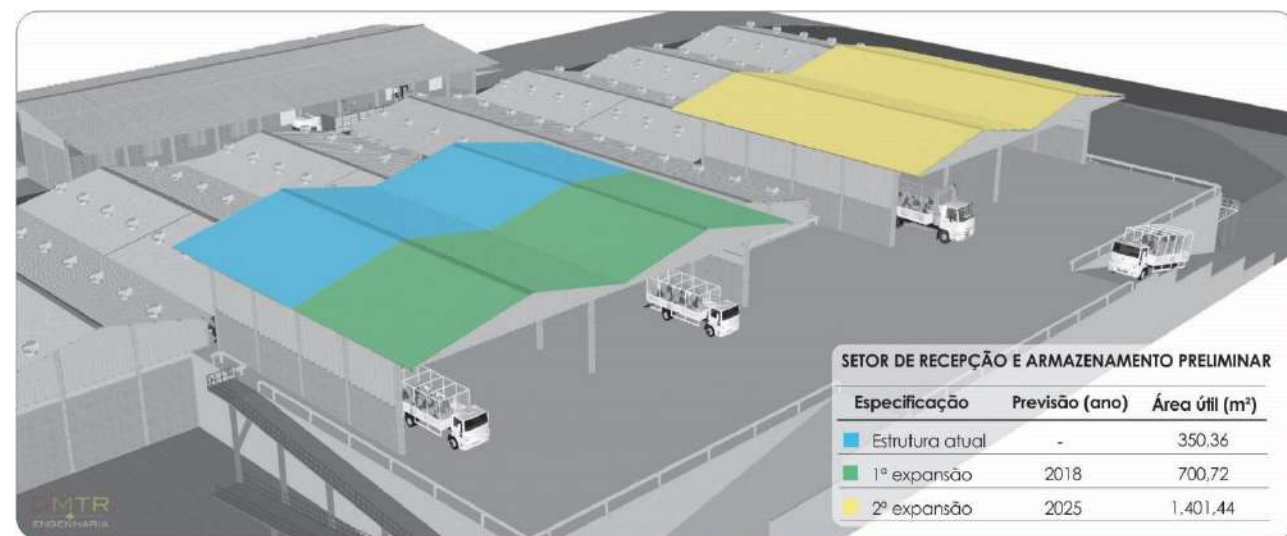 SETOR DE RECEPÇÃO E ARMAZENAMENTO PRELIMINAR
Especificação Previsão (ano) Área útil (m²)
Estrutura atual - 350,36
1ª expansão 2018 700,72
2ª expansão 2025 1.401,44
MTR
ENGENHARIA